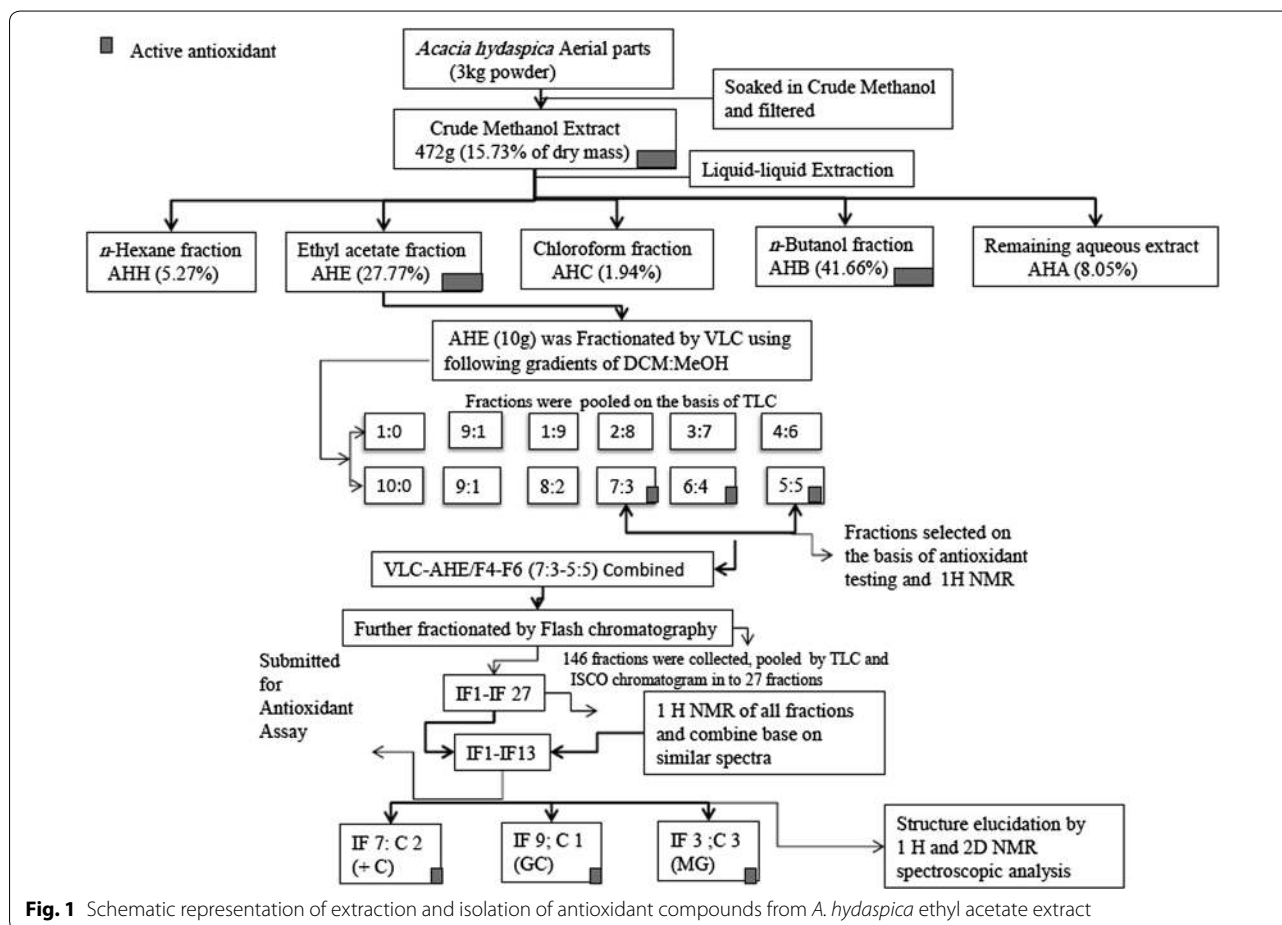 Active antioxidant
Acacia hydaspica Aerial parts
(3kg powder)
Soaked in Crude Methanol
and filtered
Crude Methanol Extract
472g (15.73% of dry mass)
Liquid-liquid Extraction
n-Hexane fraction
AHH (5.27%)
Ethyl acetate fraction
AHE (27.77%)
Chloroform fraction
AHC (1.94%)
n-Butanol fraction
AHB (41.66%)
Remaining aqueous extract
AHA (8.05%)
AHE (10g) was Fractionated by VLC using
following gradients of DCM:MeOH
Fractions were pooled on the basis of TLC
1:0 9:1 1:9 2:8 3:7 4:6
10:0 9:1 8:2 7:3 6:4 5:5
Fractions selected on
the basis of antioxidant
testing and 1H NMR
VLC-AHE/F4-F6 (7:3-5:5) Combined
Further fractionated by Flash chromatography
146 fractions were collected, pooled by TLC and
ISCO chromatogram in to 27 fractions
Submitted
for
Antioxidant
Assay
IF1-IF 27
1 H NMR of all fractions
and combine base on
similar spectra
IF1-IF13
IF 7: C 2
(+ C)
IF 9; C 1
(GC)
IF 3 ;C 3
(MG)
Structure elucidation by
1 H and 2D NMR
spectroscopic analysis
Fig. 1 Schematic representation of extraction and isolation of antioxidant compounds from A. hydaspica ethyl acetate extract